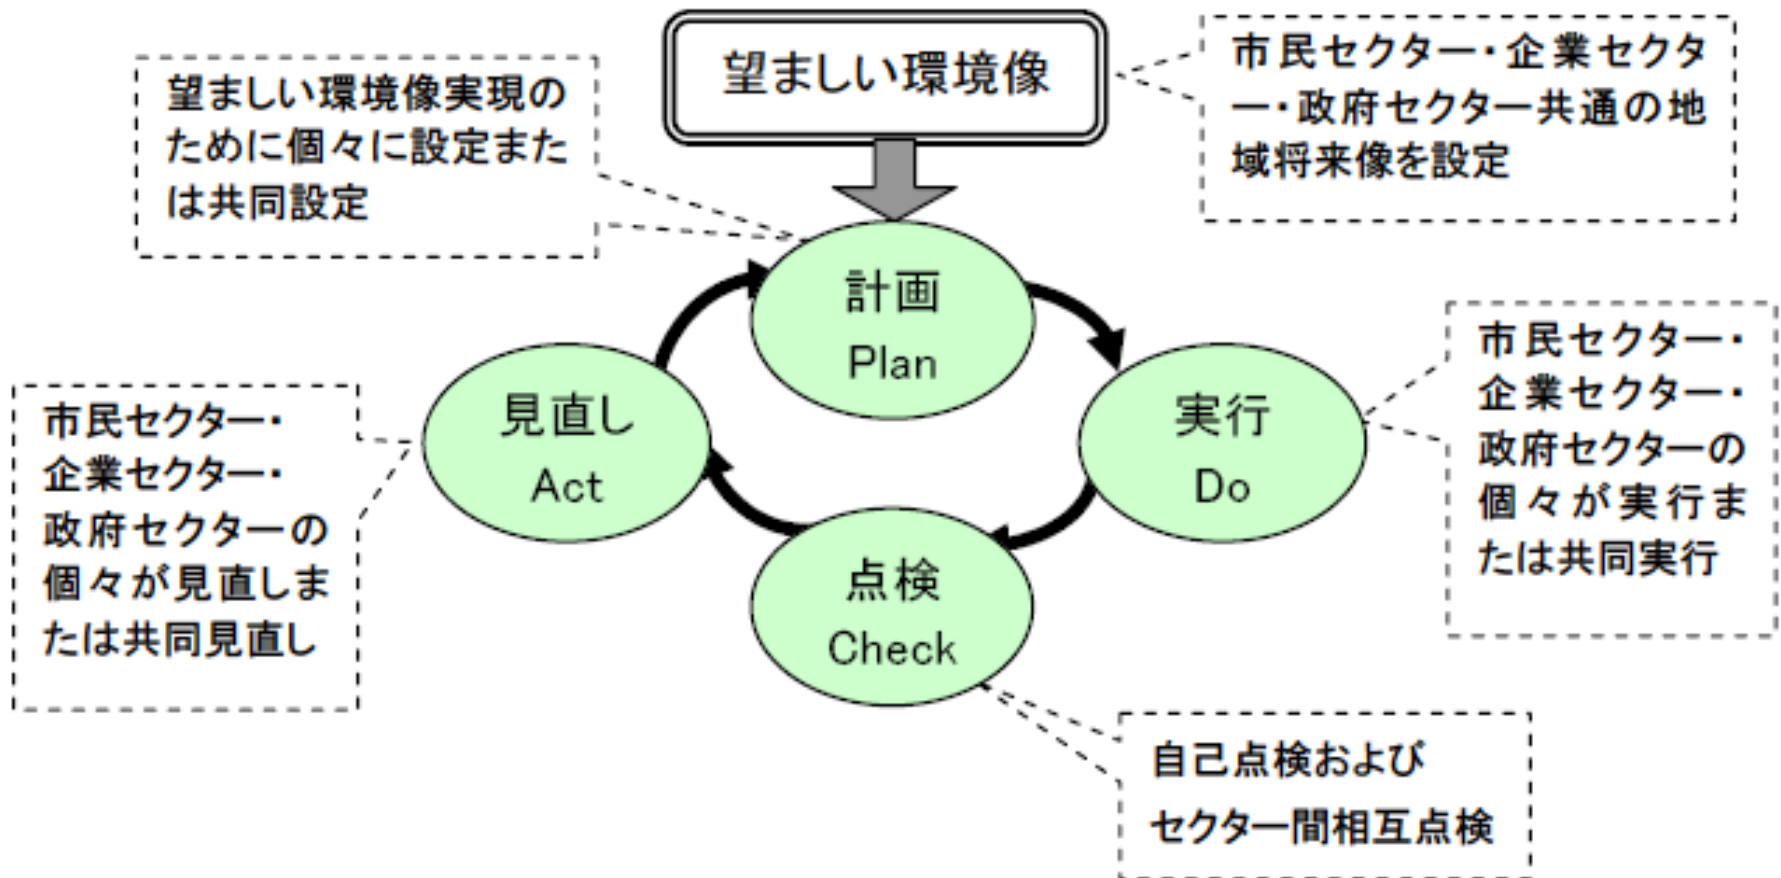 望ましい環境像
市民セクター・企業セクタ
ー・政府セクター共通の地
域将来像を設定
望ましい環境像実現の
ために個々に設定また
は共同設定
計画
Plan
実行
Do
市民セクター・
企業セクター・
政府セクターの
個々が実行ま
たは共同実行
点検
Check
自己点検および
セクター間相互点検
見直し
Act
市民セクター・
企業セクター・
政府セクターの
個々が見直しま
たは共同見直し